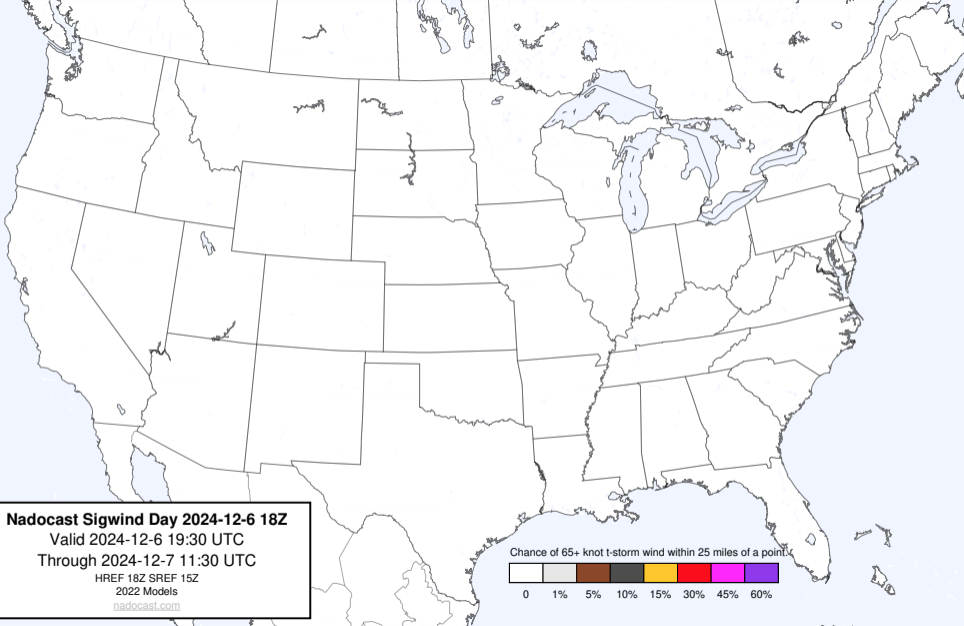 Nadocast Sigwind Day 2024-12-6 18Z
Valid 2024-12-6 19:30 UTC
Through 2024-12-7 11:30 UTC
HREF 18Z SREF 15Z
2022 Models
nadocast.com
Chance of 65+ knot t-storm wind within 25 miles of a point.
0 1% 5% 10% 15% 30% 45% 60%